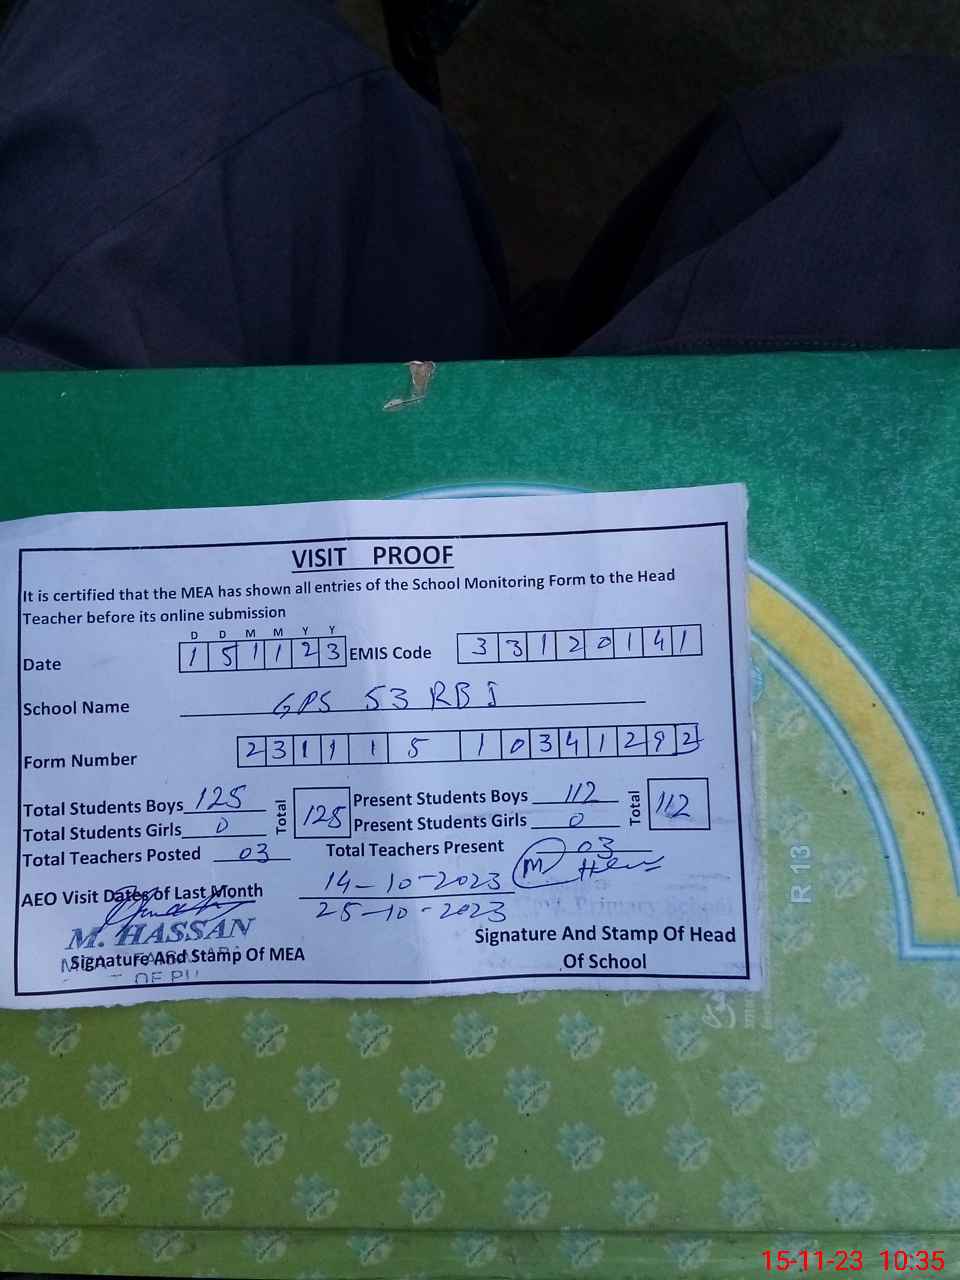 VISIT PROOF
It is certified that the MEA has shown all entries of the School Monitoring Form to the Head
Teacher before its online submission
D D M M Y Y
Date 1 5 1 1 2 3 EMIS Code 3 3 1 2 0 1 4 1
School Name GPS 53 RB I
Form Number 2 3 1 1 1 5 1 0 3 4 1 2 9 2
Total Students Boys 125 Total 125 Present Students Boys 112 Total 112
Total Students Girls 0 Present Students Girls 0
Total Teachers Posted 03 Total Teachers Present 03
AEO Visit Dates of Last Month 14-10-2023
25-10-2023
M. HASSAN
Primary School
Signature And Stamp Of MEA
Signature And Stamp Of Head
Of School
R 13
15-11-23 10:35